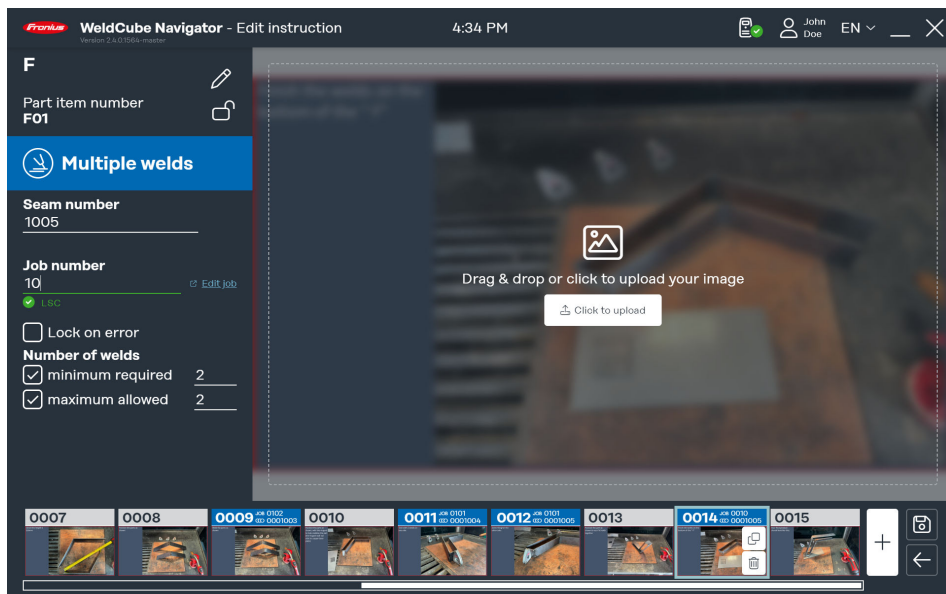 Fronius WeldCube Navigator - Edit instruction 4:34 PM John Doe EN
Version 2.4.0.1564-master
F
Part item number
F01
Multiple welds
Seam number
1005
Job number
10 Edit job
LSC
Lock on error
Number of welds
minimum required 2
maximum allowed 2
Drag & drop or click to upload your image
Click to upload
0007
0008
0009 JOB 0102 0001003
0010
0011 JOB 0101 0001004
0012 JOB 0101 0001005
0013
0014 JOB 0010 0001005
0015